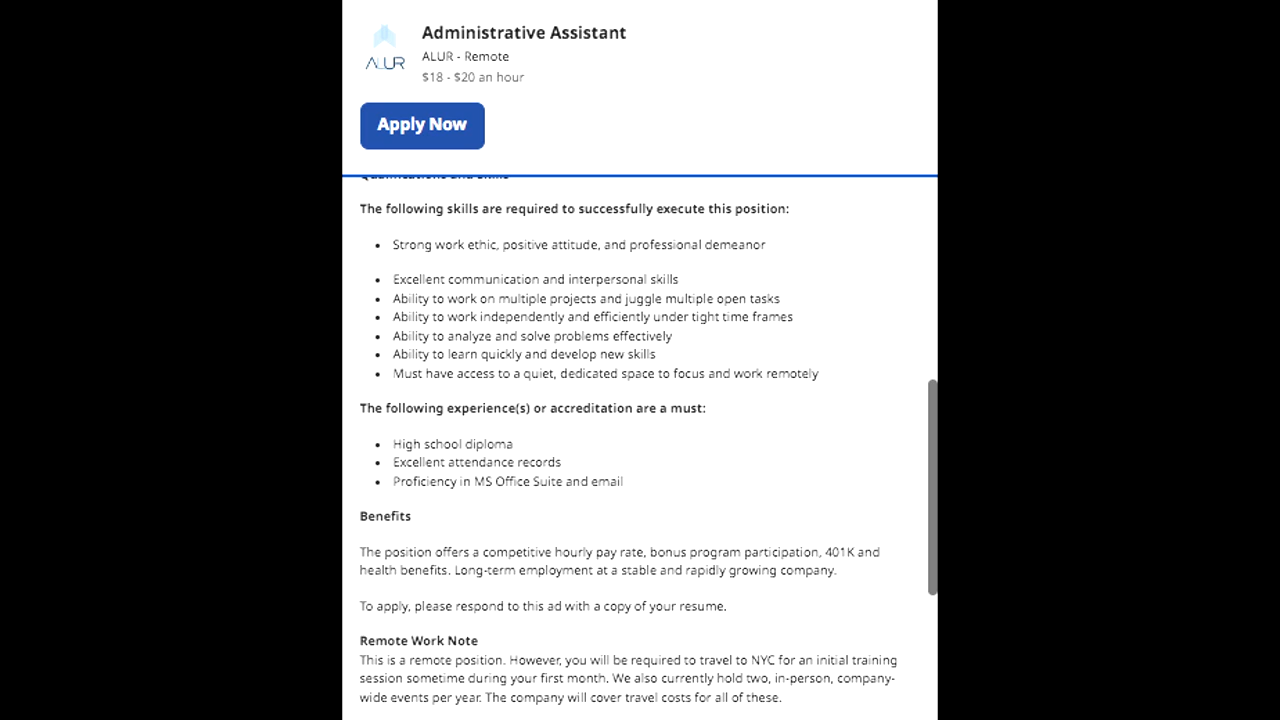 Administrative Assistant
ALUR
ALUR - Remote
$18 - $20 an hour
Apply Now
Qualifications and Skills
The following skills are required to successfully execute this position:
• Strong work ethic, positive attitude, and professional demeanor
• Excellent communication and interpersonal skills
• Ability to work on multiple projects and juggle multiple open tasks
• Ability to work independently and efficiently under tight time frames
• Ability to analyze and solve problems effectively
• Ability to learn quickly and develop new skills
• Must have access to a quiet, dedicated space to focus and work remotely
The following experience(s) or accreditation are a must:
• High school diploma
• Excellent attendance records
• Proficiency in MS Office Suite and email
Benefits
The position offers a competitive hourly pay rate, bonus program participation, 401K and
health benefits. Long-term employment at a stable and rapidly growing company.
To apply, please respond to this ad with a copy of your resume.
Remote Work Note
This is a remote position. However, you will be required to travel to NYC for an initial training
session sometime during your first month. We also currently hold two, in-person, company-
wide events per year. The company will cover travel costs for all of these.